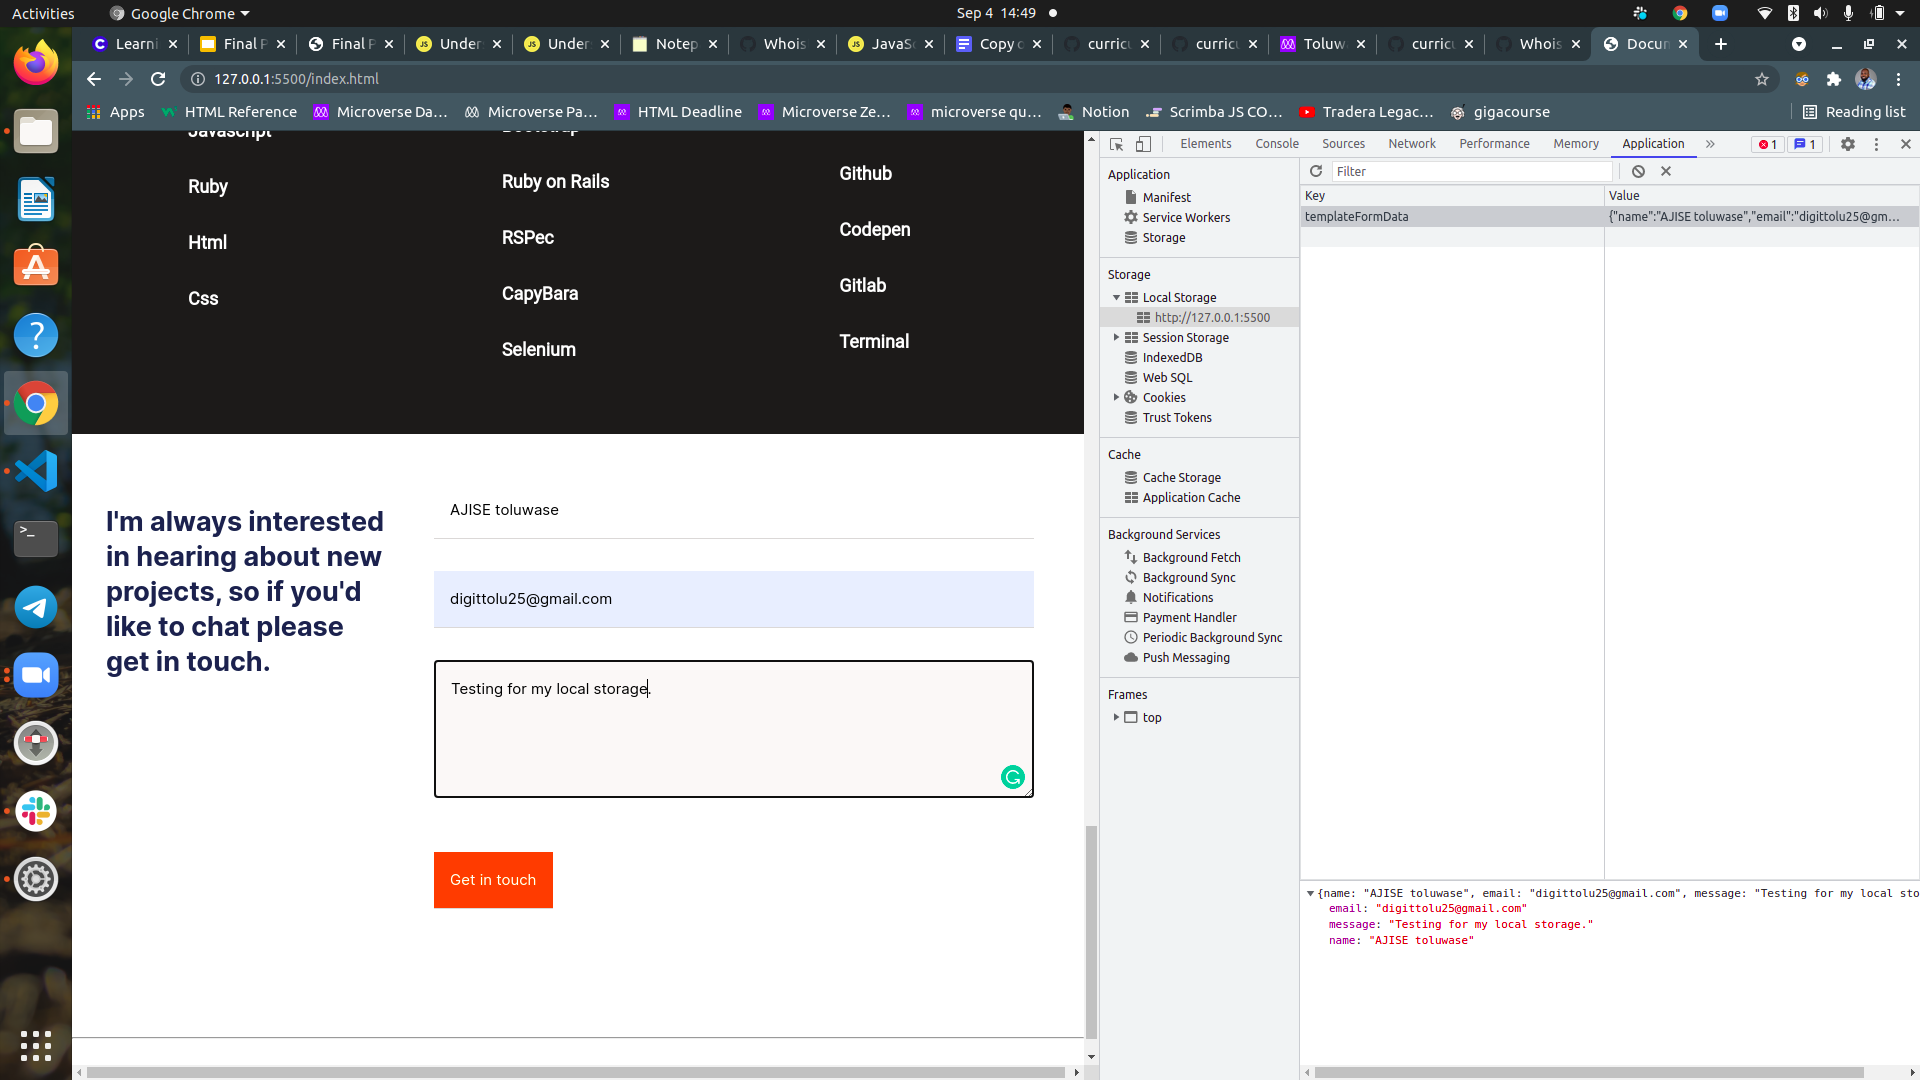 Activities
Google Chrome
Sep 4 14:49
Learni
Final P
Final P
Under
Under
Notep
Whois
JavaSc
Copy o
curricu
curricu
Toluw
curricu
Whois
Docun
127.0.0.1:5500/index.html
Apps
HTML Reference
Microverse Da...
Microverse Pa...
HTML Deadline
Microverse Ze...
microverse qu...
Notion
Scrimba JS CO...
Tradera Legac...
gigacourse
Reading list
Javascript
Ruby
Html
Css
Bootstrap
Ruby on Rails
RSPec
CapyBara
Selenium
Github
Codepen
Gitlab
Terminal
I'm always interested
in hearing about new
projects, so if you'd
like to chat please
get in touch.
AJISE toluwase
digittolu25@gmail.com
Testing for my local storage.
Get in touch
Elements
Console
Sources
Network
Performance
Memory
Application
1
1
Application
Manifest
Service Workers
Storage
Storage
Local Storage
http://127.0.0.1:5500
Session Storage
IndexedDB
Web SQL
Cookies
Trust Tokens
Cache
Cache Storage
Application Cache
Background Services
Background Fetch
Background Sync
Notifications
Payment Handler
Periodic Background Sync
Push Messaging
Frames
top
Filter
Key
Value
templateFormData
{"name":"AJISE toluwase","email":"digittolu25@gm...
{name: "AJISE toluwase", email: "digittolu25@gmail.com", message: "Testing for my local sto
email: "digittolu25@gmail.com"
message: "Testing for my local storage."
name: "AJISE toluwase"